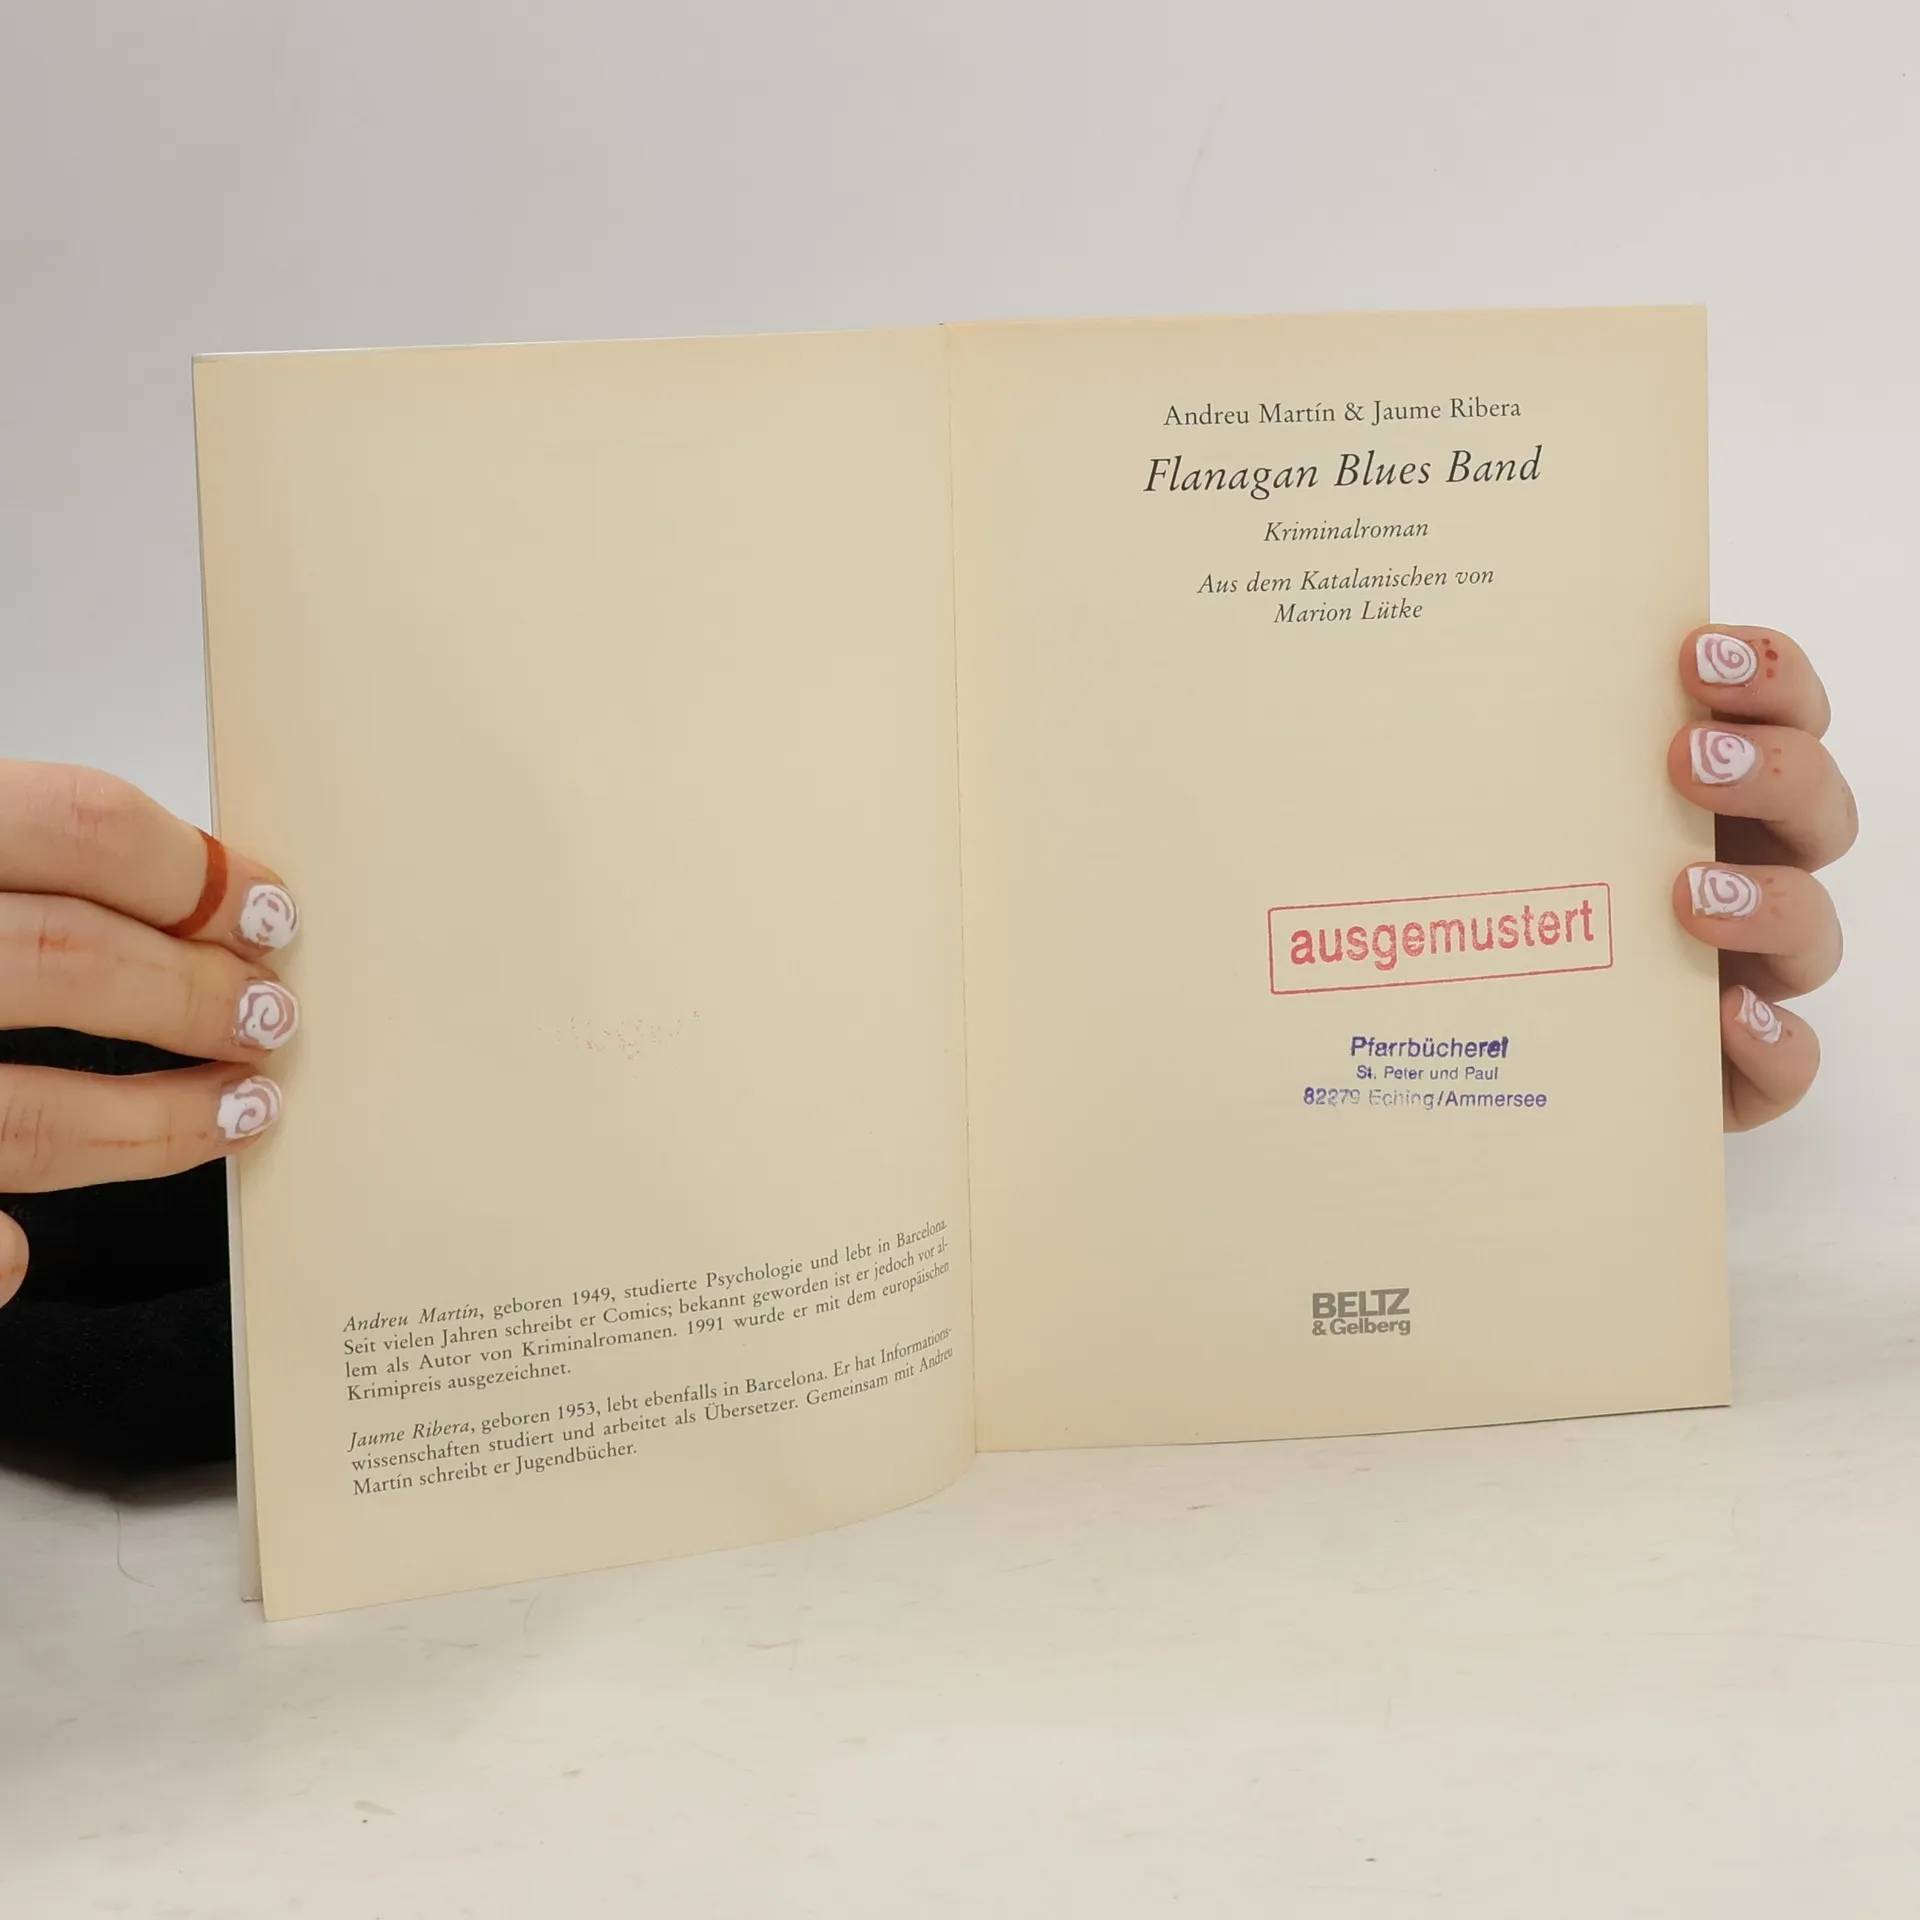 Andreu Martín, geboren 1949, studierte Psychologie und lebt in Barcelona.
Seit vielen Jahren schreibt er Comics; bekannt geworden ist er jedoch vor al-
lem als Autor von Kriminalromanen. 1991 wurde er mit dem europäischen
Krimipreis ausgezeichnet.
Jaume Ribera, geboren 1953, lebt ebenfalls in Barcelona. Er hat Informations-
wissenschaften studiert und arbeitet als Übersetzer. Gemeinsam mit Andreu
Martín schreibt er Jugendbücher.
Andreu Martín & Jaume Ribera
Flanagan Blues Band
Kriminalroman
Aus dem Katalanischen von
Marion Lütke
ausgemustert
Pfarrbücherei
St. Peter und Paul
82279 Eching/Ammersee
BELTZ
& Gelberg